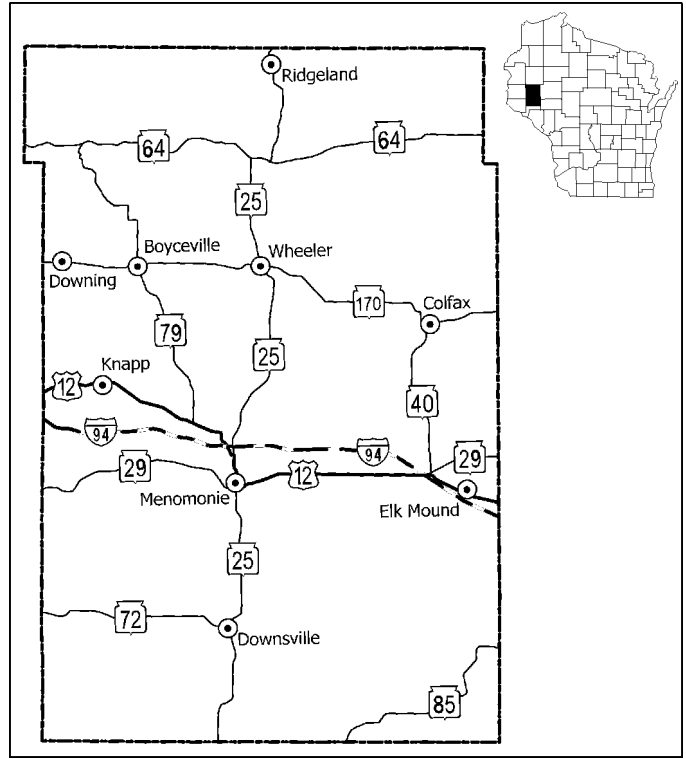 Ridgeland
64
64
25
Boyceville
Wheeler
Downing
170
Colfax
79
25
Knapp
12
40
94
94
29
29
12
Menomonie
Elk Mound
25
72
Downsville
85